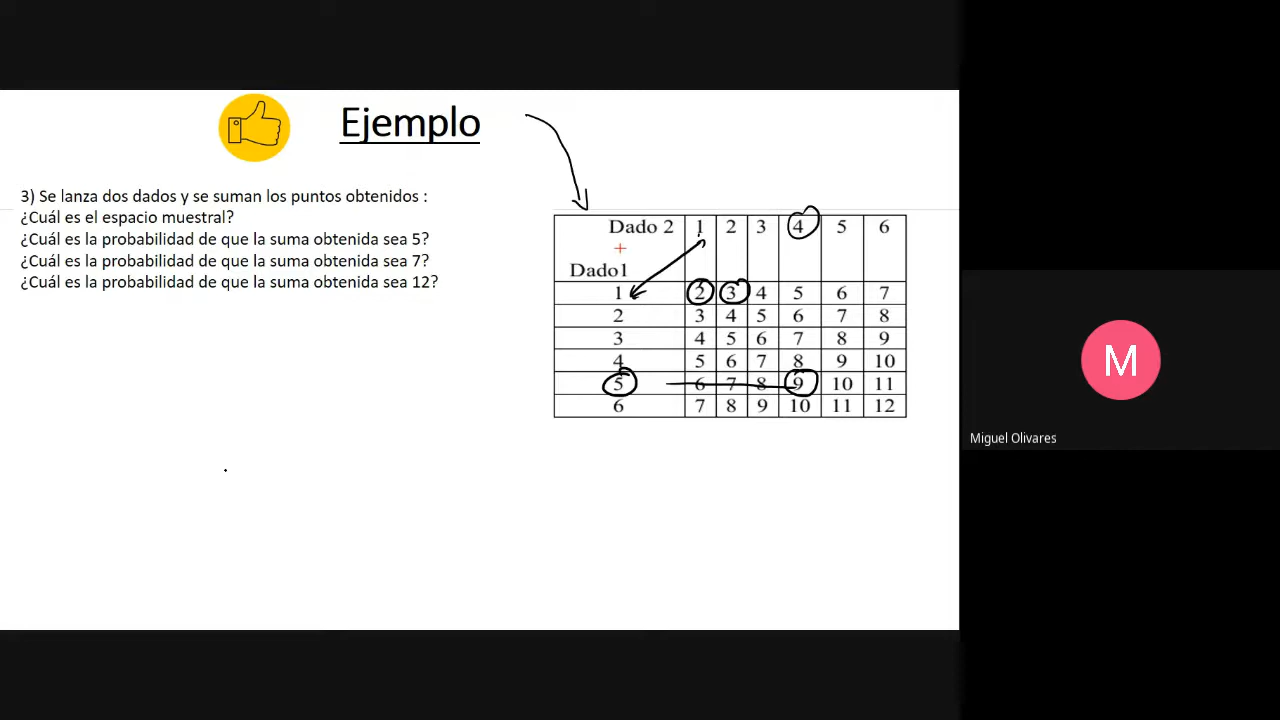 Ejemplo
3) Se lanza dos dados y se suman los puntos obtenidos :
¿Cuál es el espacio muestral?
¿Cuál es la probabilidad de que la suma obtenida sea 5?
¿Cuál es la probabilidad de que la suma obtenida sea 7?
¿Cuál es la probabilidad de que la suma obtenida sea 12?
Dado 2 1 2 3 4 5 6
+
Dado1
1 2 3 4 5 6 7
2 3 4 5 6 7 8
3 4 5 6 7 8 9
4 5 6 7 8 9 10
5 6 7 8 9 10 11
6 7 8 9 10 11 12
M
Miguel Olivares